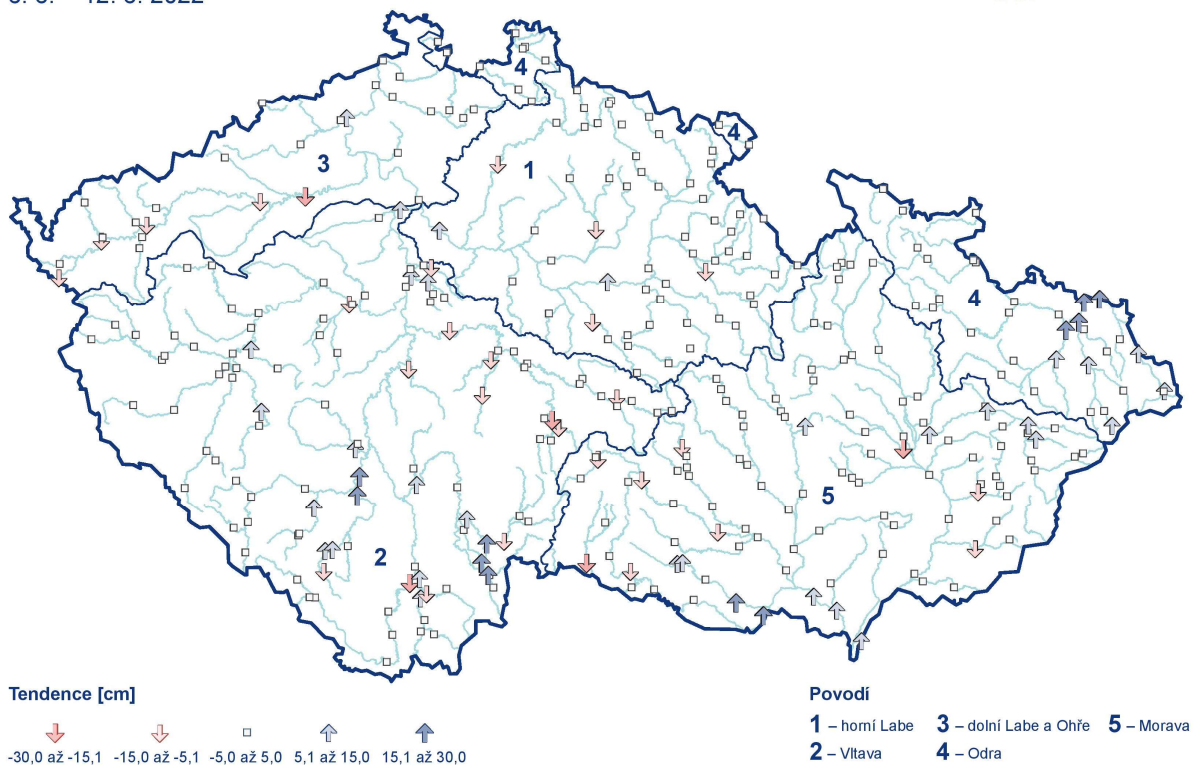 4
4
3
1
4
5
2
Tendence [cm]
-30,0 až -15,1 -15,0 až -5,1 -5,0 až 5,0 5,1 až 15,0 15,1 až 30,0
Povodí
1 – horní Labe 3 – dolní Labe a Ohře 5 – Morava
2 – Vltava 4 – Odra